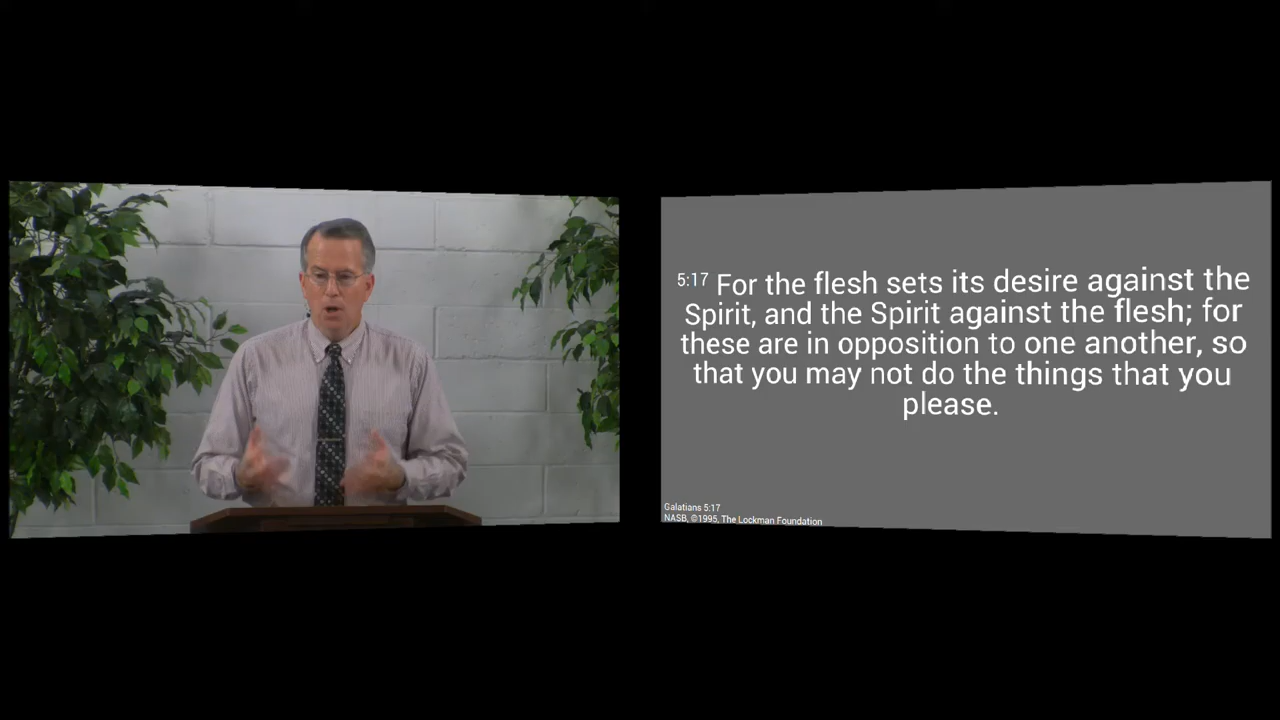 5:17 For the flesh sets its desire against the
Spirit, and the Spirit against the flesh; for
these are in opposition to one another, so
that you may not do the things that you
please.
Galatians 5:17
NASB, ©1995, The Lockman Foundation